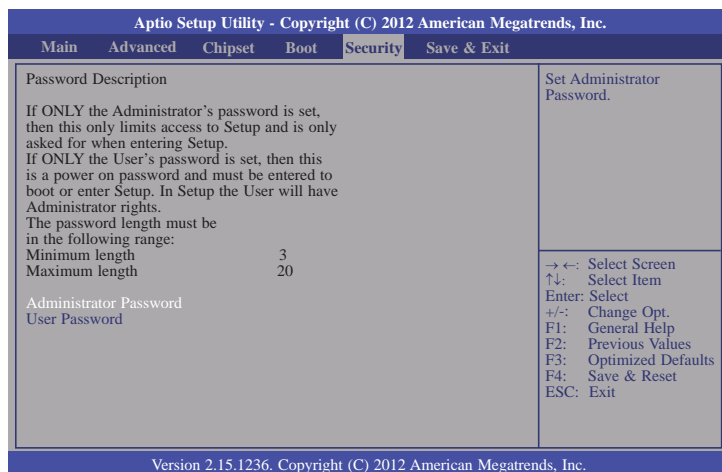 Aptio Setup Utility - Copyright (C) 2012 American Megatrends, Inc.
Main Advanced Chipset Boot Security Save & Exit
Password Description
If ONLY the Administrator's password is set,
then this only limits access to Setup and is only
asked for when entering Setup.
If ONLY the User's password is set, then this
is a power on password and must be entered to
boot or enter Setup. In Setup the User will have
Administrator rights.
The password length must be
in the following range:
Minimum length 3
Maximum length 20
Administrator Password
User Password
Set Administrator
Password.
→ ←: Select Screen
↑↓: Select Item
Enter: Select
+/-: Change Opt.
F1: General Help
F2: Previous Values
F3: Optimized Defaults
F4: Save & Reset
ESC: Exit
Version 2.15.1236. Copyright (C) 2012 American Megatrends, Inc.